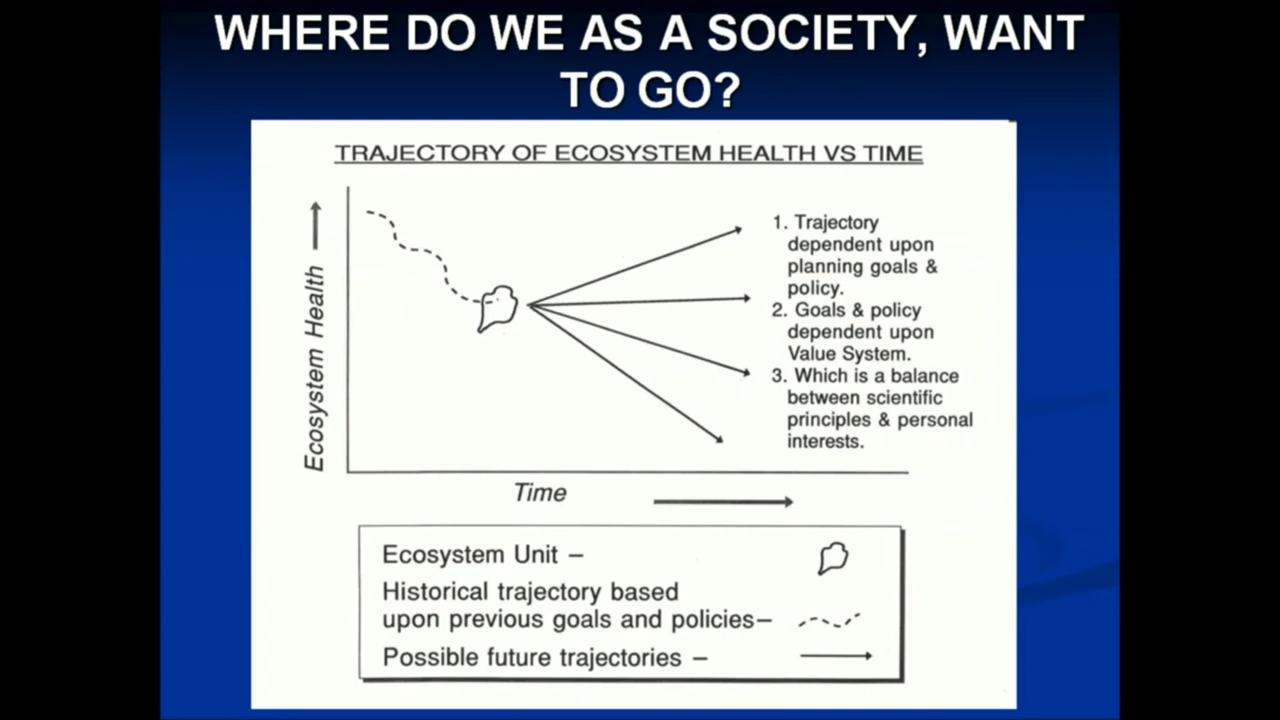 WHERE DO WE AS A SOCIETY, WANT
TO GO?
TRAJECTORY OF ECOSYSTEM HEALTH VS TIME
Ecosystem Health
1. Trajectory
dependent upon
planning goals &
policy.
2. Goals & policy
dependent upon
Value System.
3. Which is a balance
between scientific
principles & personal
interests.
Time
Ecosystem Unit –
Historical trajectory based
upon previous goals and policies–
Possible future trajectories –